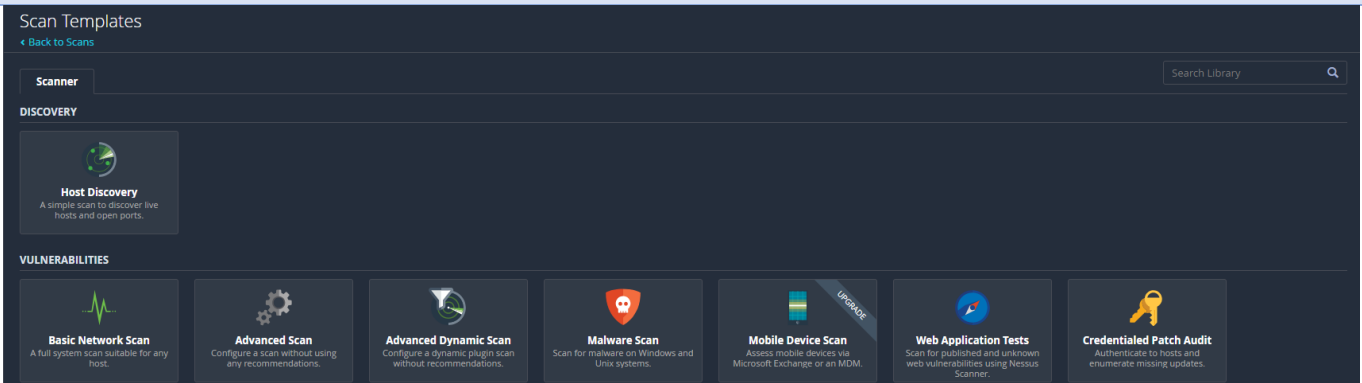 Scan Templates
‹ Back to Scans
Scanner
Search Library
DISCOVERY
Host Discovery
A simple scan to discover live
hosts and open ports.
VULNERABILITIES
Basic Network Scan
A full system scan suitable for any
host.
Advanced Scan
Configure a scan without using
any recommendations.
Advanced Dynamic Scan
Configure a dynamic plugin scan
without recommendations.
Malware Scan
Scan for malware on Windows and
Unix systems.
UPGRADE
Mobile Device Scan
Assess mobile devices via
Microsoft Exchange or an MDM.
Web Application Tests
Scan for published and unknown
web vulnerabilities using Nessus
Scanner.
Credentialed Patch Audit
Authenticate to hosts and
enumerate missing updates.